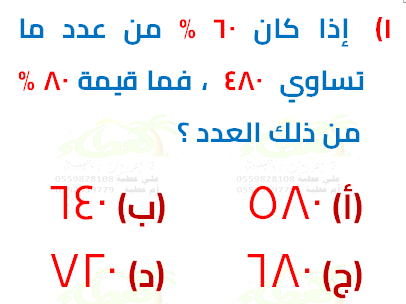 ١) إذا كان ٦٠ % من عدد ما
تساوي ٤٨٠ ، فما قيمة ٨٠ %
من ذلك العدد ؟
(أ) ٥٨٠ (ب) ٦٤٠
(ج) ٦٨٠ (د) ٧٢٠